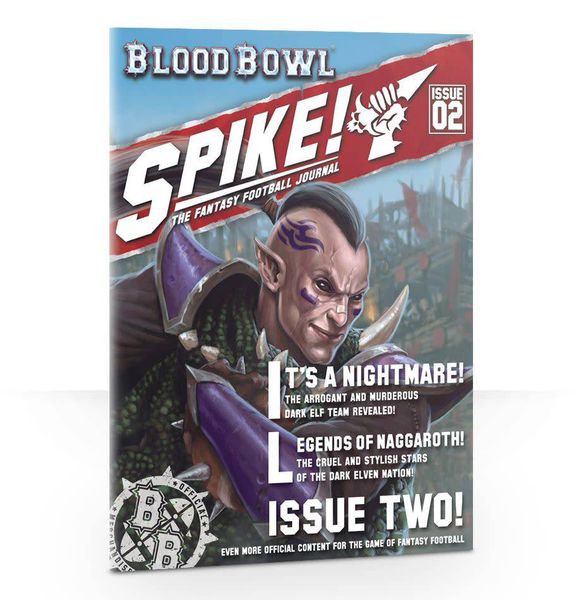 BLOOD BOWL
SPIKE!
THE FANTASY FOOTBALL JOURNAL
ISSUE
02
IT'S A NIGHTMARE!
THE ARROGANT AND MURDEROUS
DARK ELF TEAM REVEALED!
LEGENDS OF NAGGAROTH!
THE CRUEL AND STYLISH STARS
OF THE DARK ELVEN NATION!
ISSUE TWO!
EVEN MORE OFFICIAL CONTENT FOR THE GAME OF FANTASY FOOTBALL
OFFICIAL
B B